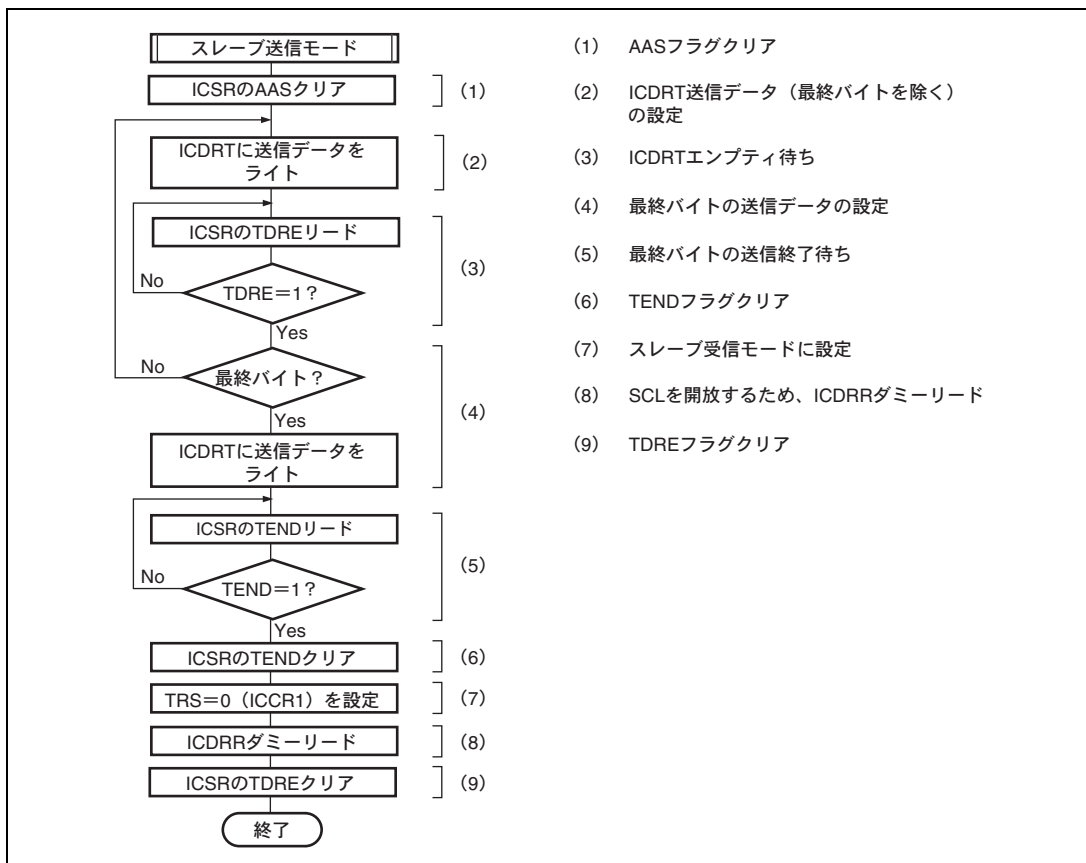 スレーブ送信モード
ICSRのAASクリア
(1)
ICDRTに送信データを
ライト
(2)
ICSRのTDREリード
No
TDRE=1?
(3)
Yes
No
最終バイト?
(4)
Yes
ICDRTに送信データを
ライト
ICSRのTENDリード
No
TEND=1?
(5)
Yes
ICSRのTENDクリア
(6)
TRS=0(ICCR1)を設定
(7)
ICDRRダミーリード
(8)
ICSRのTDREクリア
(9)
終了
(1) AASフラグクリア
(2) ICDRT送信データ(最終バイトを除く)
の設定
(3) ICDRTエンプティ待ち
(4) 最終バイトの送信データの設定
(5) 最終バイトの送信終了待ち
(6) TENDフラグクリア
(7) スレーブ受信モードに設定
(8) SCLを開放するため、ICDRRダミーリード
(9) TDREフラグクリア